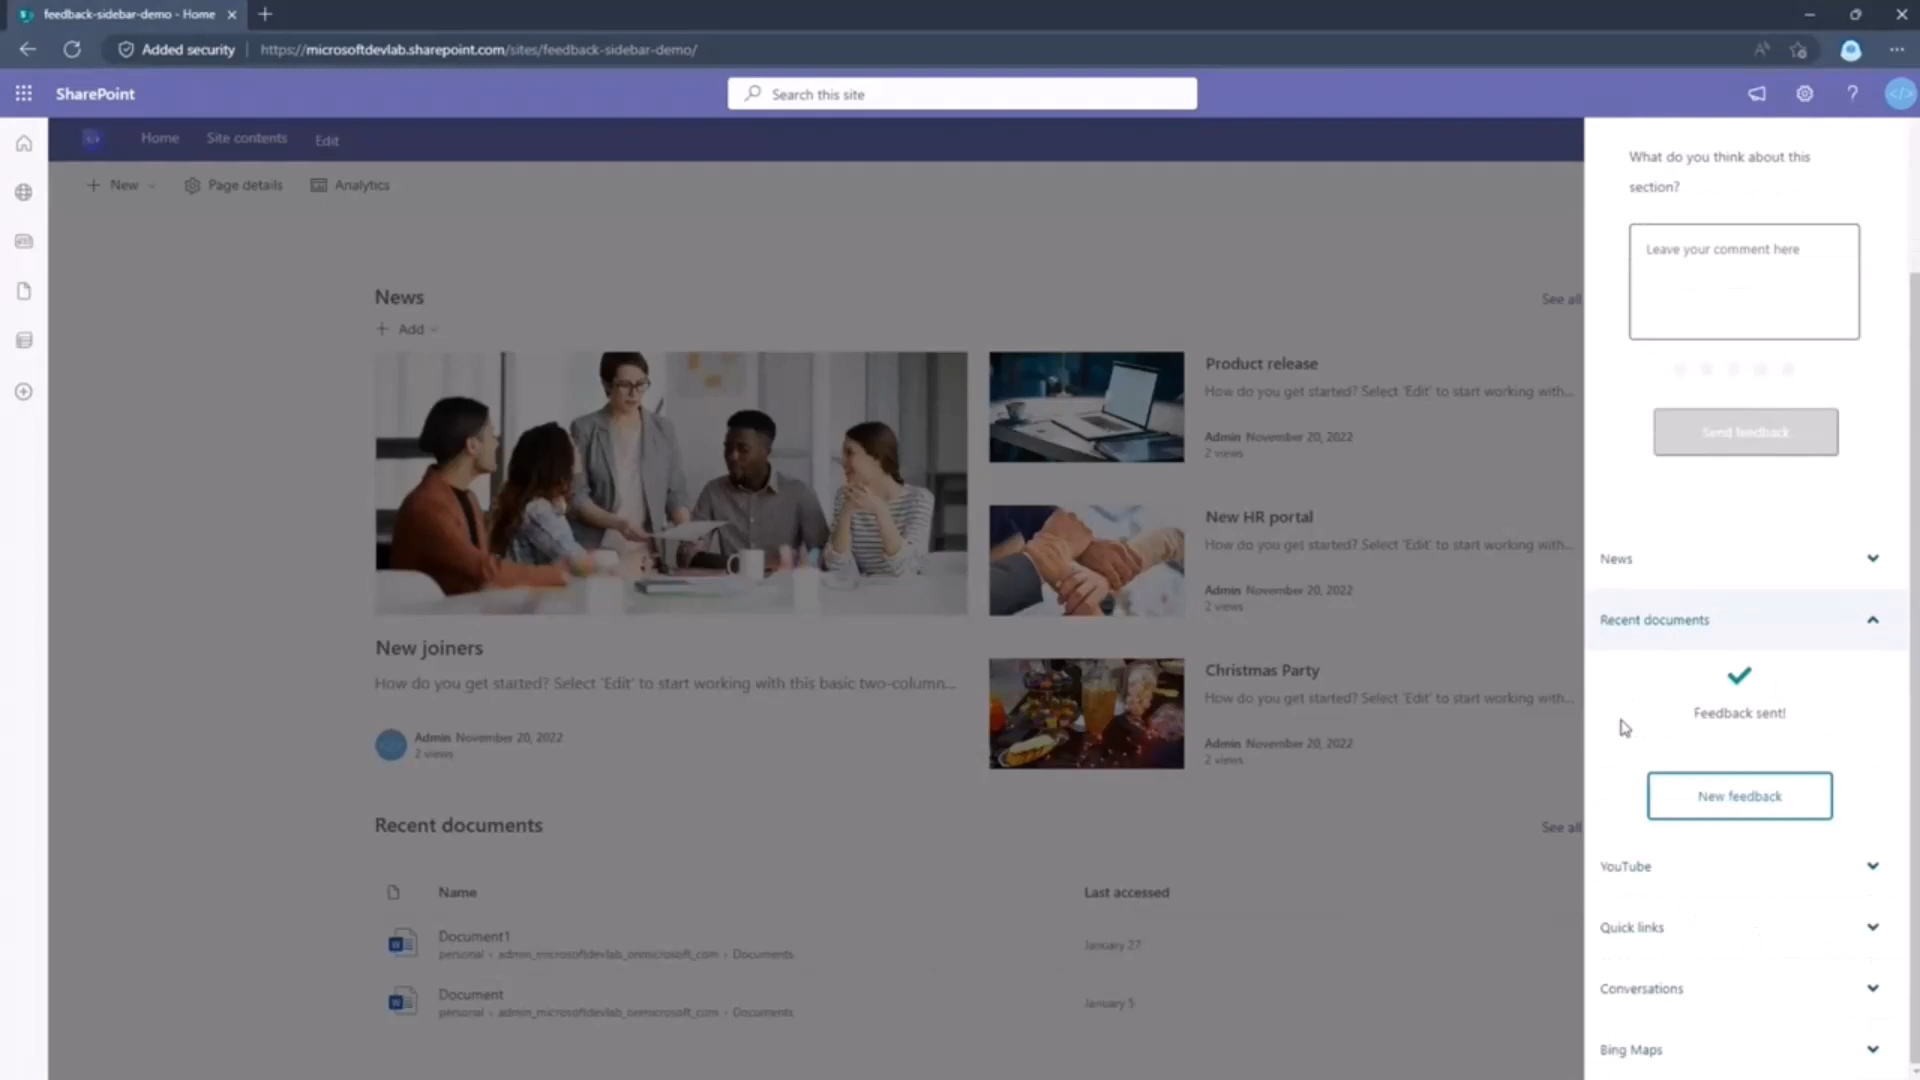 feedback-sidebar-demo - Home
Added security
https://microsoftdevlab.sharepoint.com/sites/feedback-sidebar-demo/
SharePoint
Search this site
Home
Site contents
Edit
New
Page details
Analytics
News
See all
Add
New joiners
How do you get started? Select 'Edit' to start working with this basic two-column...
Admin November 20, 2022
2 views
Product release
How do you get started? Select 'Edit' to start working with...
Admin November 20, 2022
2 views
New HR portal
How do you get started? Select 'Edit' to start working with...
Admin November 20, 2022
2 views
Christmas Party
How do you get started? Select 'Edit' to start working with...
Admin November 20, 2022
2 views
Recent documents
See all
Name
Last accessed
Document1
personal › admin_microsoftdevlab_onmicrosoft_com › Documents
January 27
Document
personal › admin_microsoftdevlab_onmicrosoft_com › Documents
January 5
What do you think about this
section?
Leave your comment here
Send feedback
News
Recent documents
Feedback sent!
New feedback
YouTube
Quick links
Conversations
Bing Maps